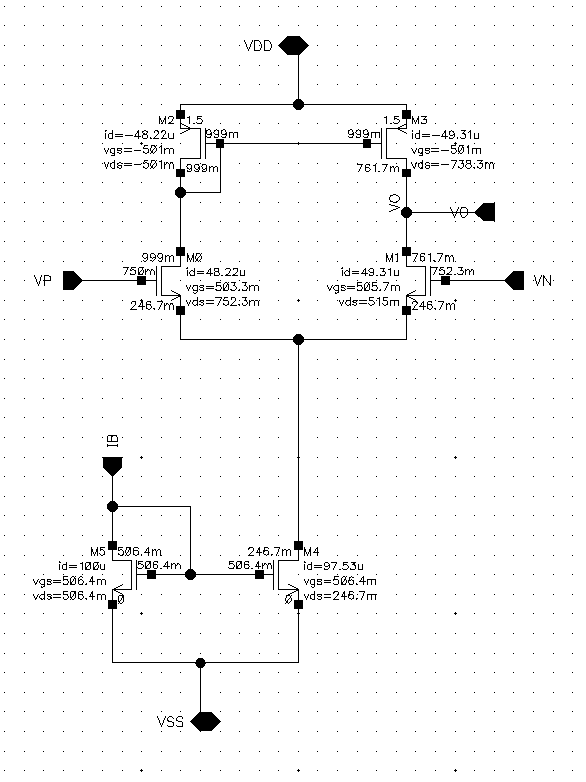 VDD
M2 1.5
1.5 M3
id=-48.22u
999m
999m
id=-49.31u
vgs=-501m
vgs=-501m
vds=-501m
vds=-738.3m
999m
761.7m
VO
VO
999m M0
M1 761.7m
VP
750m
id=48.22u
id=49.31u
752.3m
VN
vgs=503.3m
vgs=505.7m
vds=752.3m
vds=515m
246.7m
246.7m
IB
M5 506.4m
246.7m M4
id=100u
506.4m
506.4m
id=97.53u
vgs=506.4m
vgs=506.4m
vds=506.4m
vds=246.7m
0
0
VSS